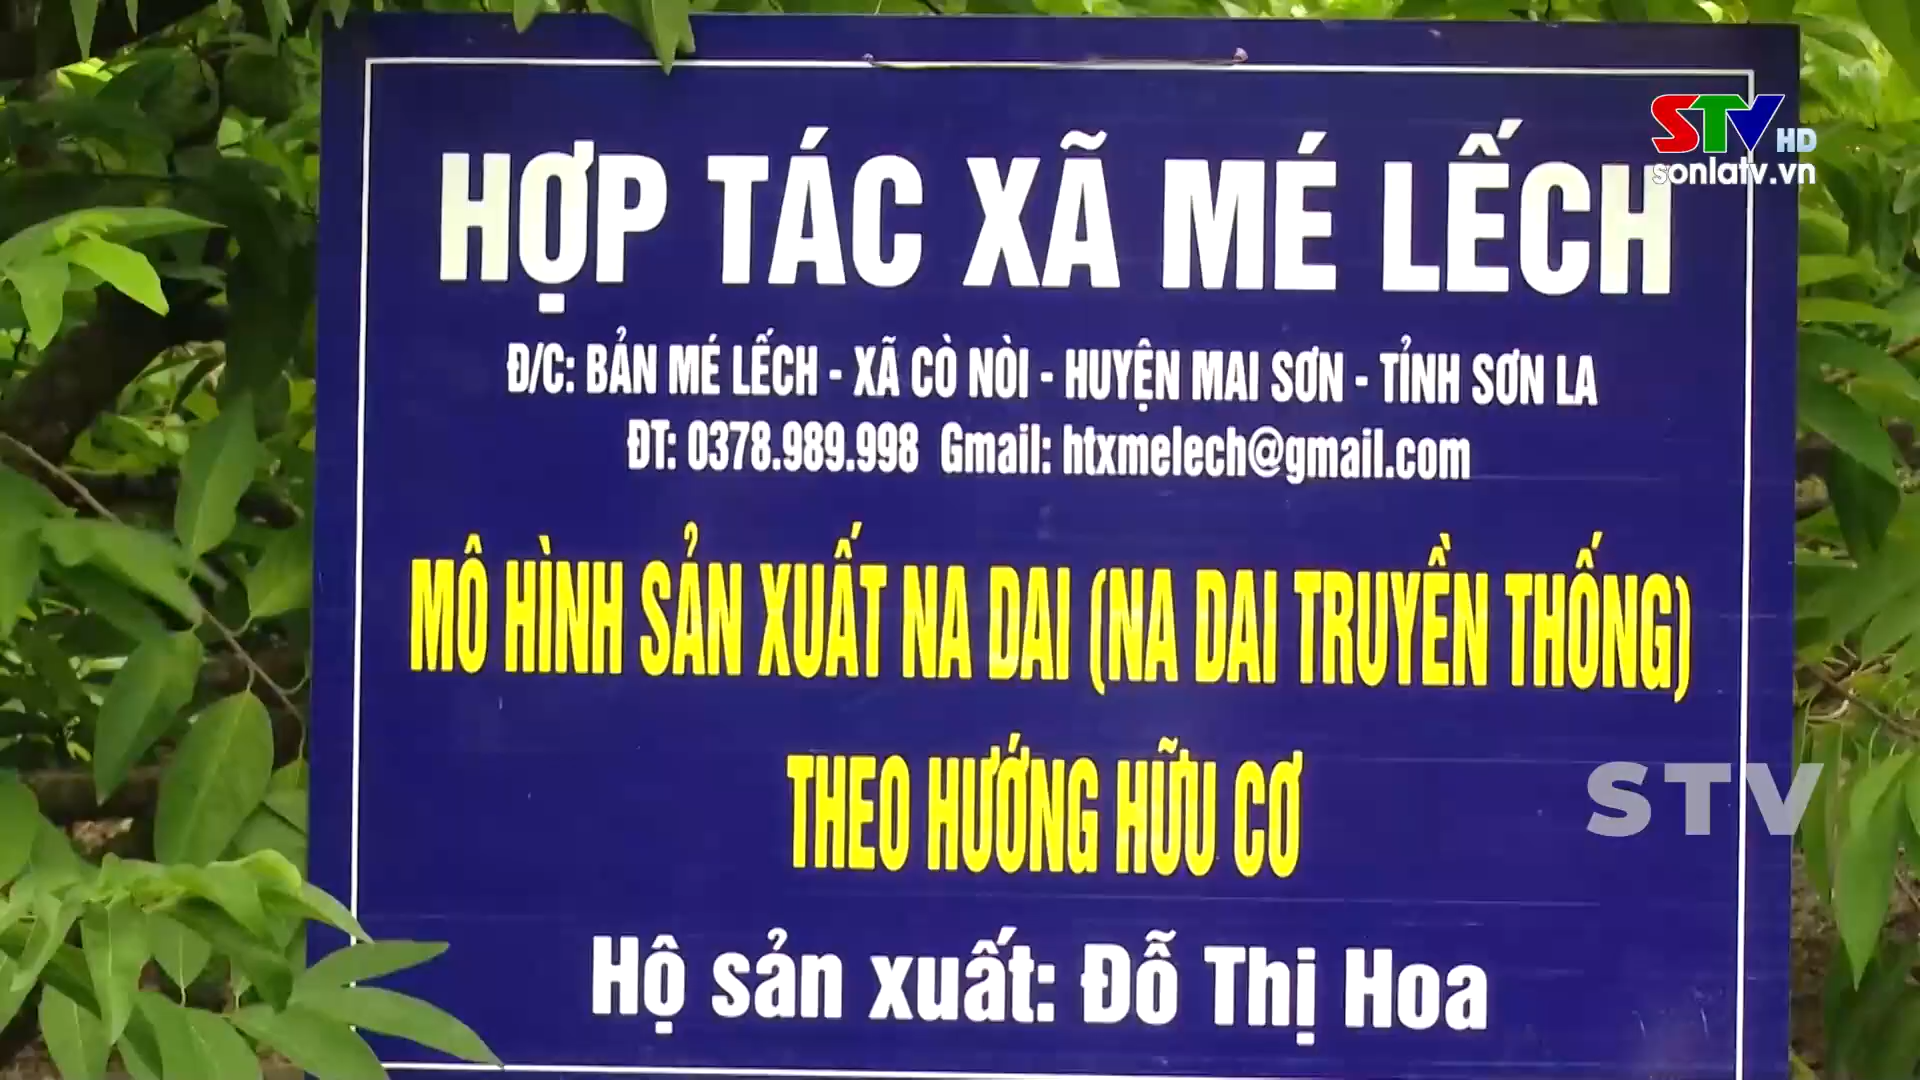 STV HD
sonlatv.vn
HỢP TÁC XÃ MÉ LẾCH
Đ/C: BẢN MÉ LẾCH - XÃ CÒ NÒI - HUYỆN MAI SƠN - TỈNH SƠN LA
ĐT: 0378.989.998 Gmail: htxmelech@gmail.com
MÔ HÌNH SẢN XUẤT NA DAI (NA DAI TRUYỀN THỐNG)
THEO HƯỚNG HỮU CƠ
STV
Hộ sản xuất: Đỗ Thị Hoa